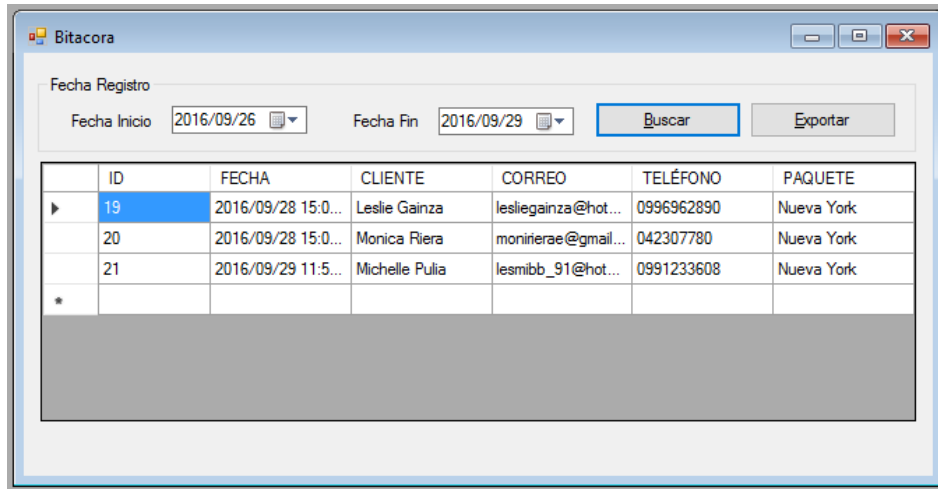 Bitacora
Fecha Registro
Fecha Inicio 2016/09/26 Fecha Fin 2016/09/29 Buscar Exportar
ID FECHA CLIENTE CORREO TELÉFONO PAQUETE
19 2016/09/28 15:0... Leslie Gainza lesliegainza@hot... 0996962890 Nueva York
20 2016/09/28 15:0... Monica Riera monirierae@gmail... 042307780 Nueva York
21 2016/09/29 11:5... Michelle Pulia lesmibb_91@hot... 0991233608 Nueva York